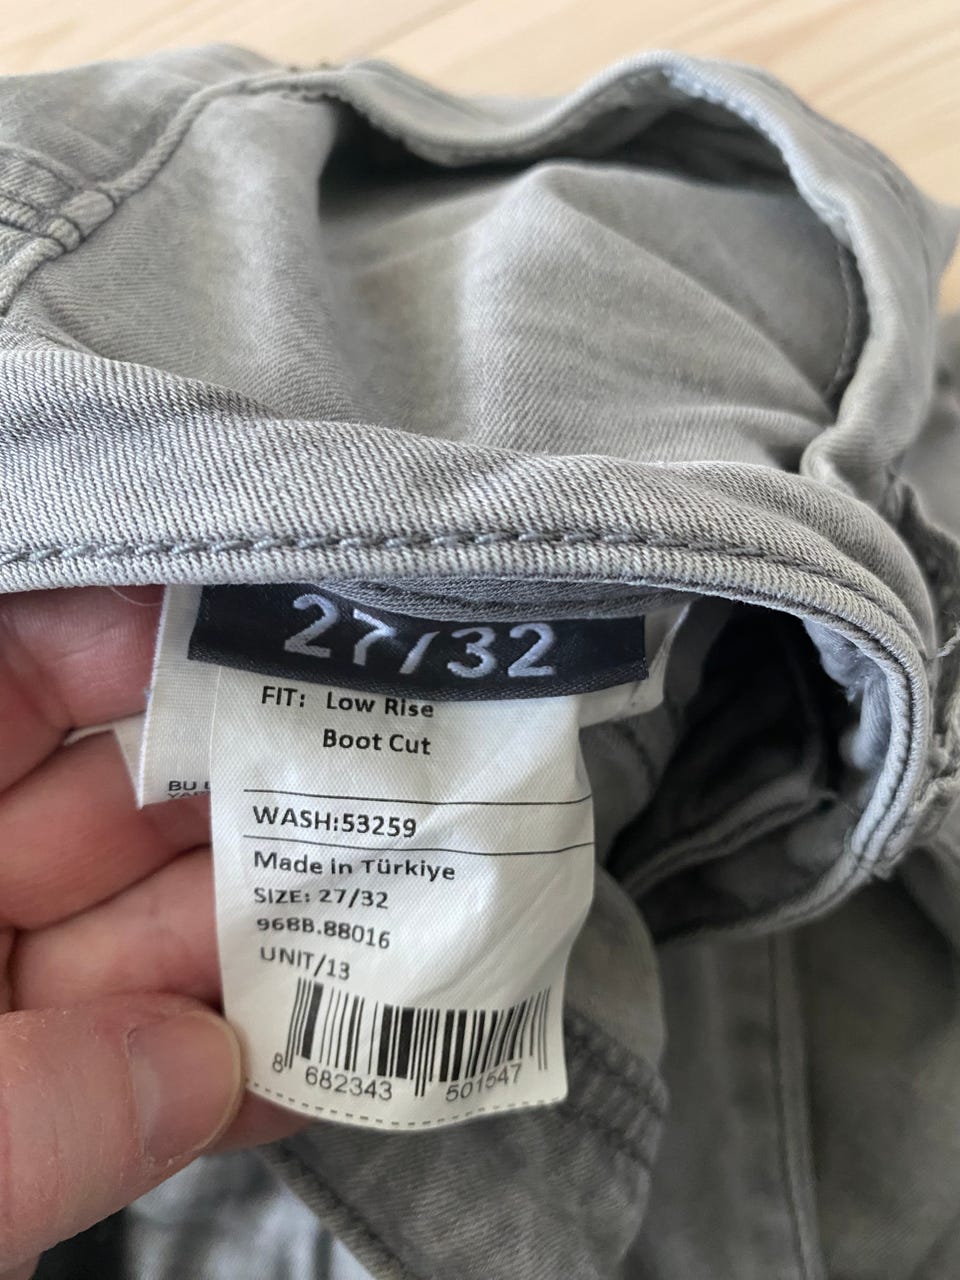 27/32
FIT: Low Rise
Boot Cut
BU
WASH:53259
Made in Türkiye
SIZE: 27/32
968B.88016
UNIT/13
8 682343 501547